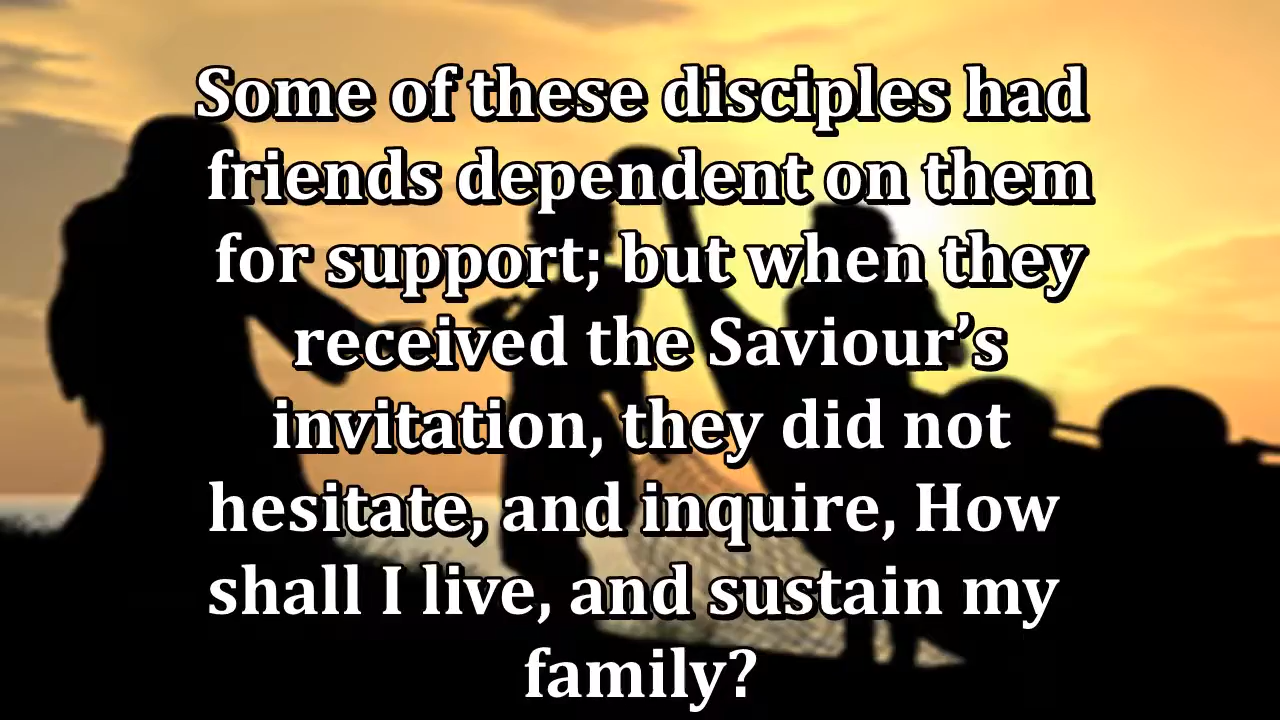 Some of these disciples had
friends dependent on them
for support; but when they
received the Saviour’s
invitation, they did not
hesitate, and inquire, How
shall I live, and sustain my
family?